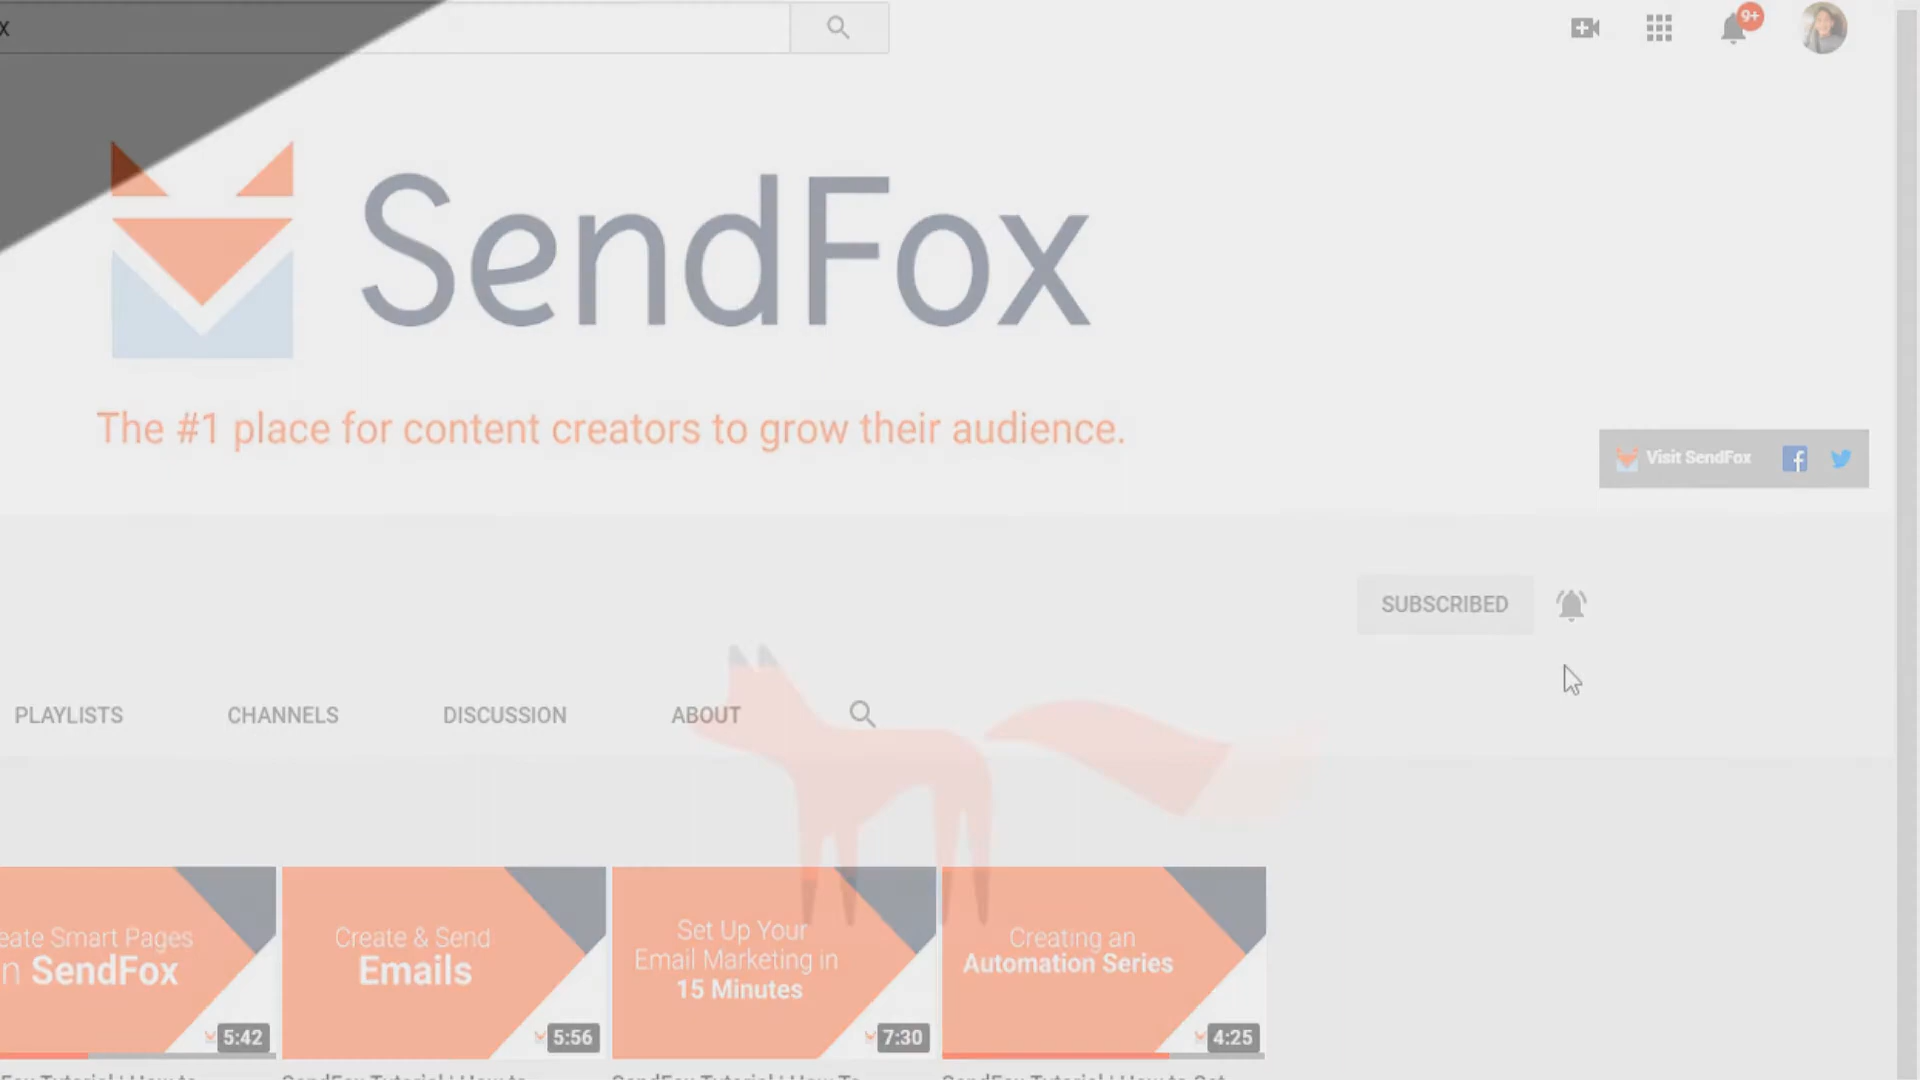 x
9+
SendFox
The #1 place for content creators to grow their audience.
Visit SendFox
SUBSCRIBED
PLAYLISTS CHANNELS DISCUSSION ABOUT
eate Smart Pages
n SendFox
5:42
Create & Send
Emails
5:56
Set Up Your
Email Marketing in
15 Minutes
7:30
Creating an
Automation Series
4:25